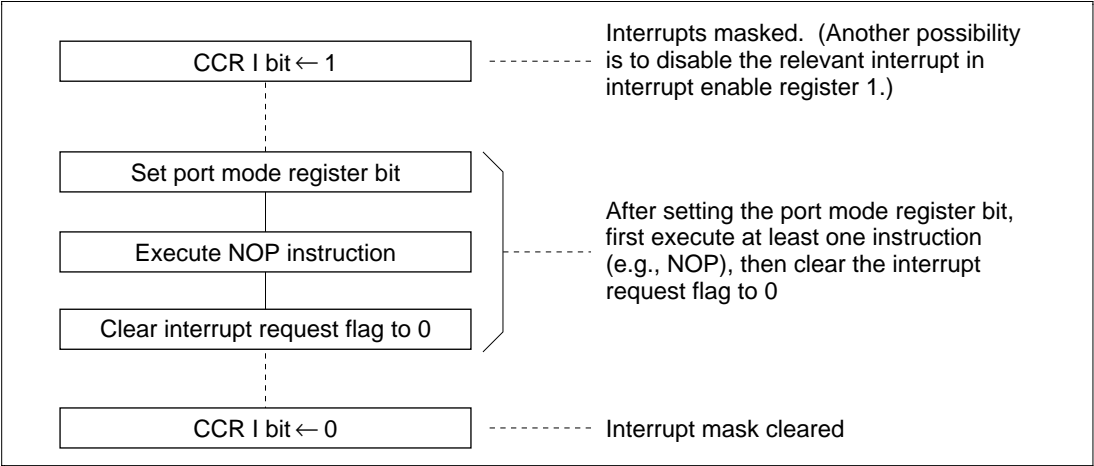 CCR I bit ← 1
Interrupts masked.  (Another possibility
is to disable the relevant interrupt in
interrupt enable register 1.)
Set port mode register bit
Execute NOP instruction
Clear interrupt request flag to 0
After setting the port mode register bit,
first execute at least one instruction
(e.g., NOP), then clear the interrupt
request flag to 0
CCR I bit ← 0
Interrupt mask cleared